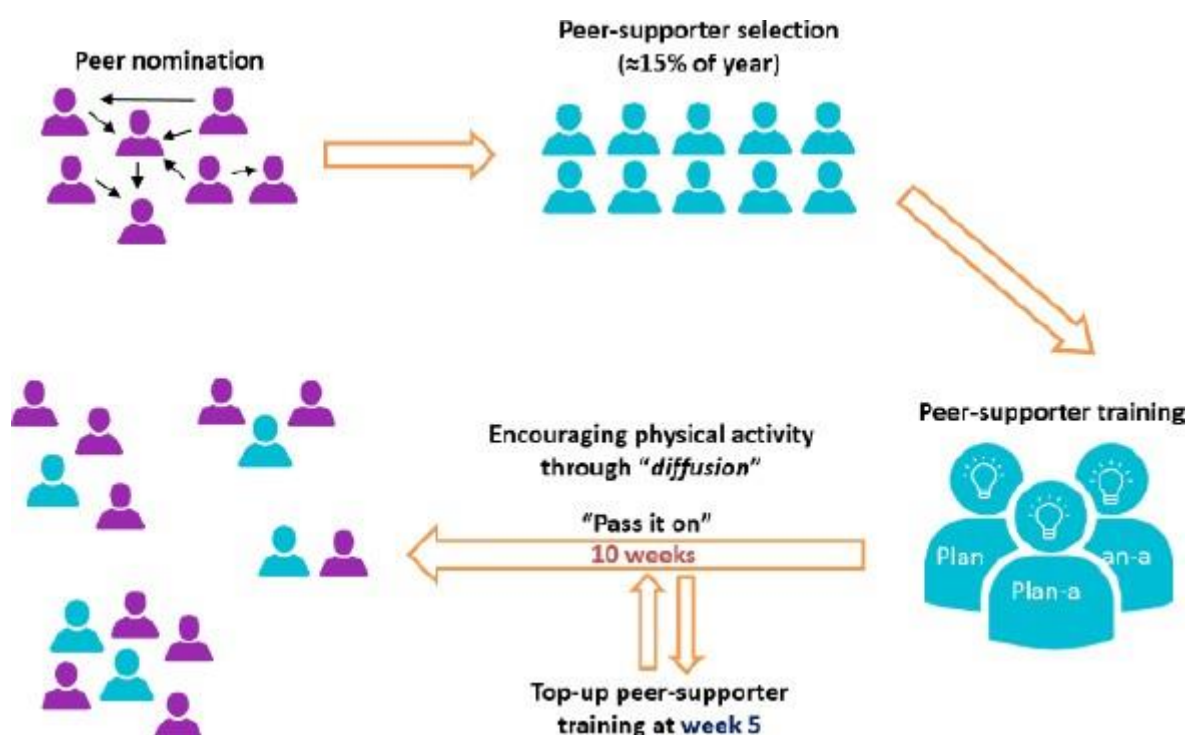 Peer nomination
Peer-supporter selection
(≈15% of year)
Peer-supporter training
Plan
an-a
Plan-a
Encouraging physical activity
through “diffusion”
“Pass it on”
10 weeks
Top-up peer-supporter
training at week 5